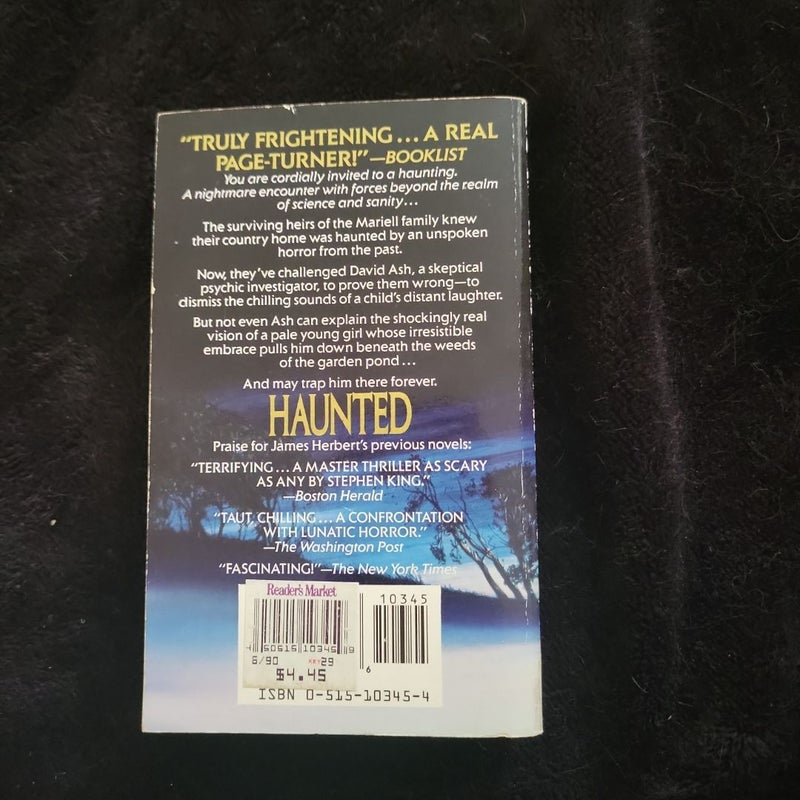 "TRULY FRIGHTENING... A REAL
PAGE-TURNER!"—BOOKLIST
You are cordially invited to a haunting.
A nightmare encounter with forces beyond the realm
of science and sanity...
The surviving heirs of the Mariell family knew
their country home was haunted by an unspoken
horror from the past.
Now, they've challenged David Ash, a skeptical
psychic investigator, to prove them wrong—to
dismiss the chilling sounds of a child's distant laughter.
But not even Ash can explain the shockingly real
vision of a pale young girl whose irresistible
embrace pulls him down beneath the weeds
of the garden pond...
And may trap him there forever.
HAUNTED
Praise for James Herbert's previous novels:
"TERRIFYING...A MASTER THRILLER AS SCARY
AS ANY BY STEPHEN KING."
—Boston Herald
"TAUT, CHILLING...A CONFRONTATION
WITH LUNATIC HORROR."
—The Washington Post
"FASCINATING!"—The New York Times
Reader's Market
10345
50515 10345 9
6
6/90 KEY 29
$4.45
ISBN 0-515-10345-4